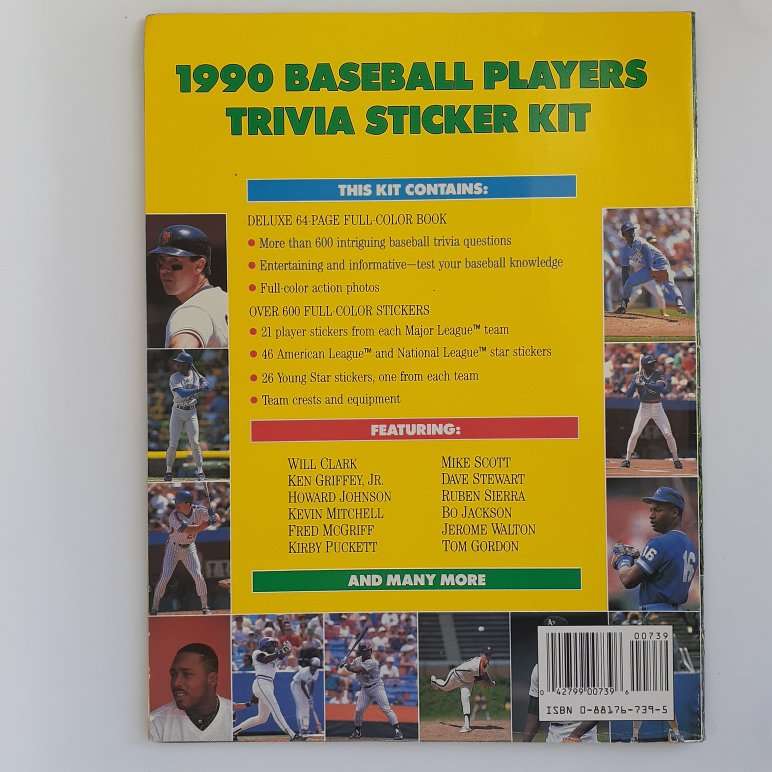 1990 BASEBALL PLAYERS
TRIVIA STICKER KIT
THIS KIT CONTAINS:
DELUXE 64-PAGE FULL-COLOR BOOK
• More than 600 intriguing baseball trivia questions
• Entertaining and informative—test your baseball knowledge
• Full-color action photos
OVER 600 FULL-COLOR STICKERS
• 21 player stickers from each Major League™ team
• 46 American League™ and National League™ star stickers
• 26 Young Star stickers, one from each team
• Team crests and equipment
FEATURING:
WILL CLARK
KEN GRIFFEY, JR.
HOWARD JOHNSON
KEVIN MITCHELL
FRED MCGRIFF
KIRBY PUCKETT
MIKE SCOTT
DAVE STEWART
RUBEN SIERRA
BO JACKSON
JEROME WALTON
TOM GORDON
AND MANY MORE
16
00739
0 42799 00739 6
ISBN 0-88176-739-5